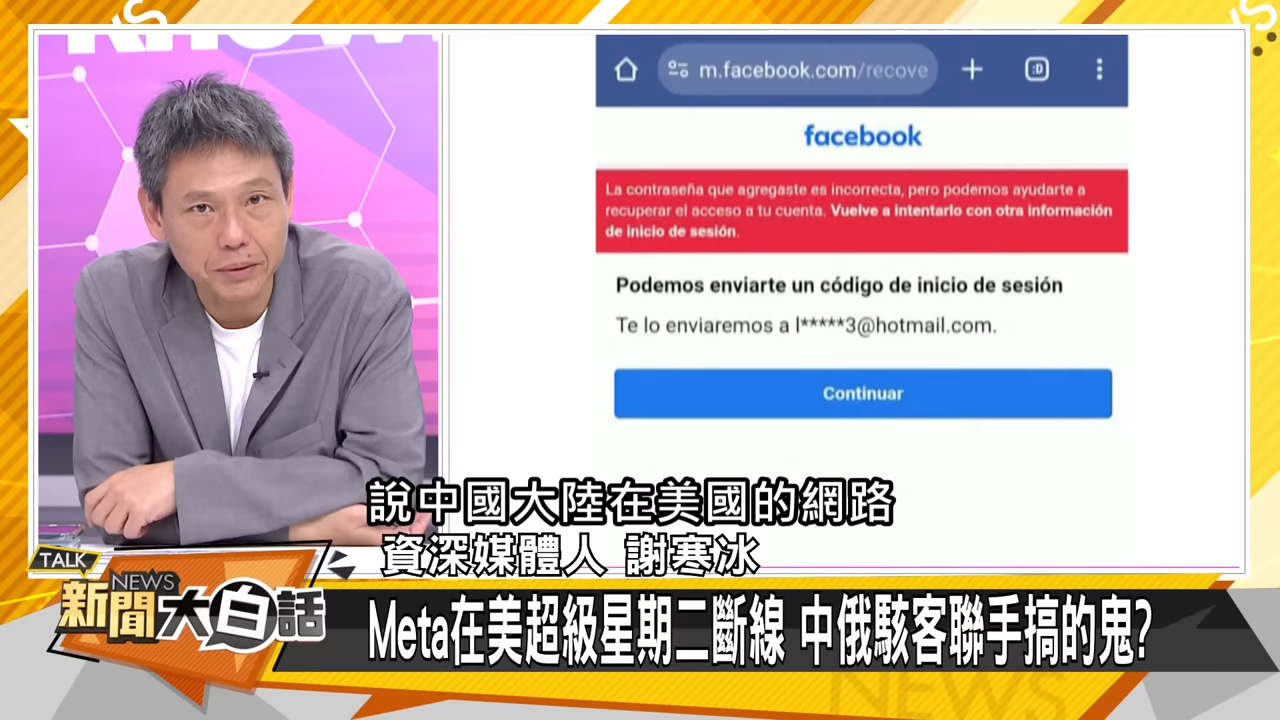 m.facebook.com/recove
:D
facebook
La contraseña que agregaste es incorrecta, pero podemos ayudarte a
recuperar el acceso a tu cuenta. Vuelve a intentarlo con otra información
de inicio de sesión.
Podemos enviarte un código de inicio de sesión
Te lo enviaremos a l*****3@hotmail.com.
Continuar
說中國大陸在美國的網路
資深媒體人 謝寒冰
TALK
NEWS
新聞大白話
Meta在美超級星期二斷線 中俄駭客聯手搞的鬼?
NEWS